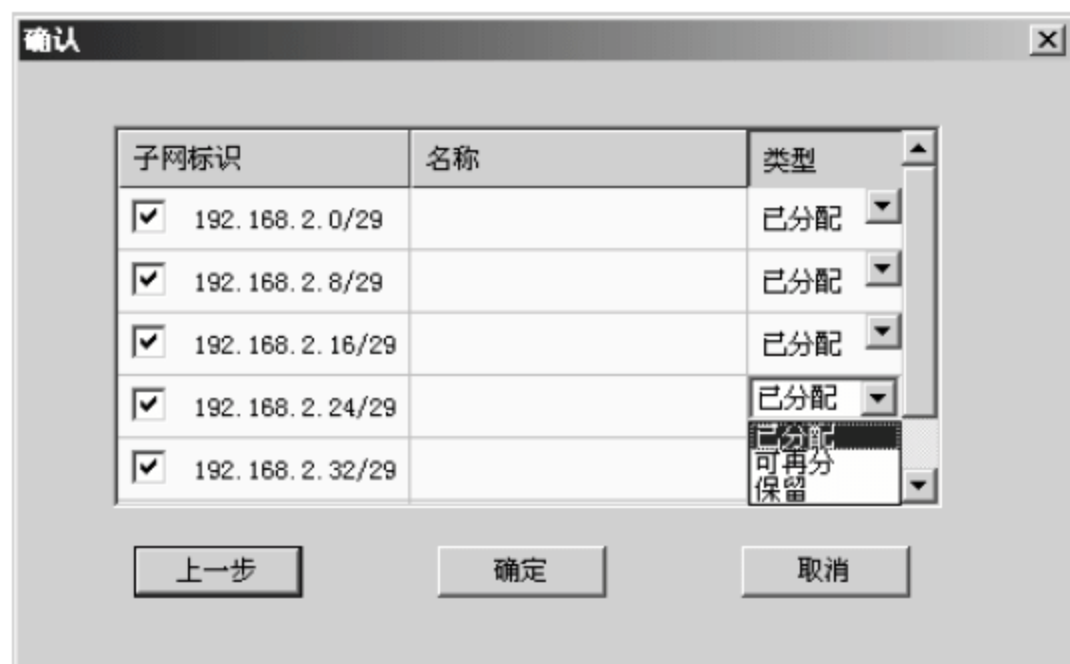 确认
子网标识 名称 类型
192.168.2.0/29 已分配
192.168.2.8/29 已分配
192.168.2.16/29 已分配
192.168.2.24/29 已分配
已分配
可再分
192.168.2.32/29
保留
上一步 确定 取消